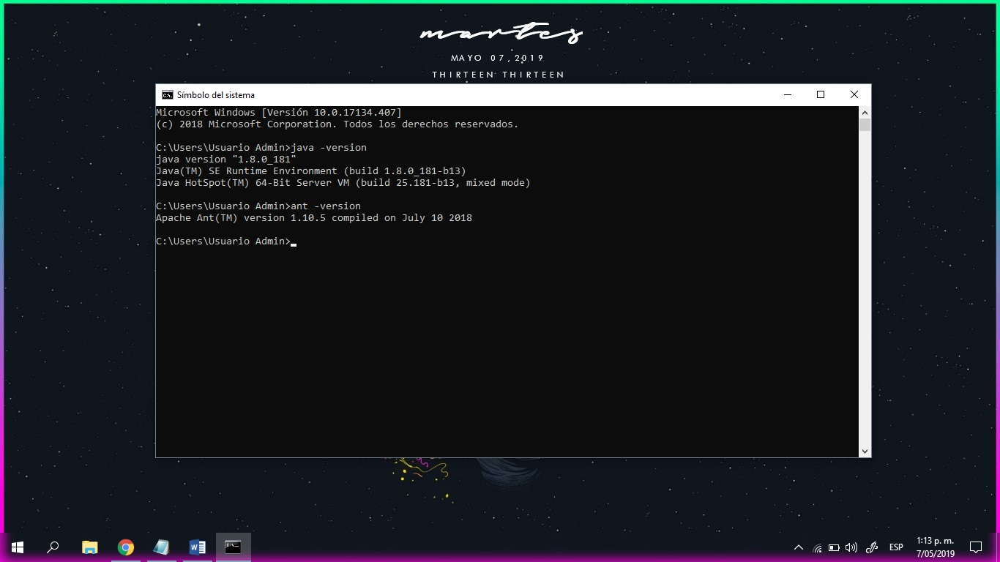 martes
MAYO 07,2019
THIRTEEN THIRTEEN
Símbolo del sistema
Microsoft Windows [Versión 10.0.17134.407]
(c) 2018 Microsoft Corporation. Todos los derechos reservados.
C:\Users\Usuario Admin>java -version
java version "1.8.0_181"
Java(TM) SE Runtime Environment (build 1.8.0_181-b13)
Java HotSpot(TM) 64-Bit Server VM (build 25.181-b13, mixed mode)
C:\Users\Usuario Admin>ant -version
Apache Ant(TM) version 1.10.5 compiled on July 10 2018
C:\Users\Usuario Admin>
ESP
1:13 p. m.
7/05/2019